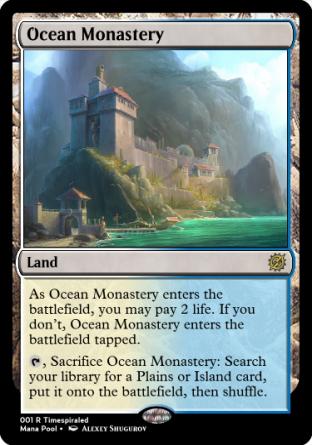 Ocean Monastery
Land
As Ocean Monastery enters the
battlefield, you may pay 2 life. If you
don't, Ocean Monastery enters the
battlefield tapped.
, Sacrifice Ocean Monastery: Search
your library for a Plains or Island card,
put it onto the battlefield, then shuffle.
001 R Timespiraled
Mana Pool • Alexey Shugurov